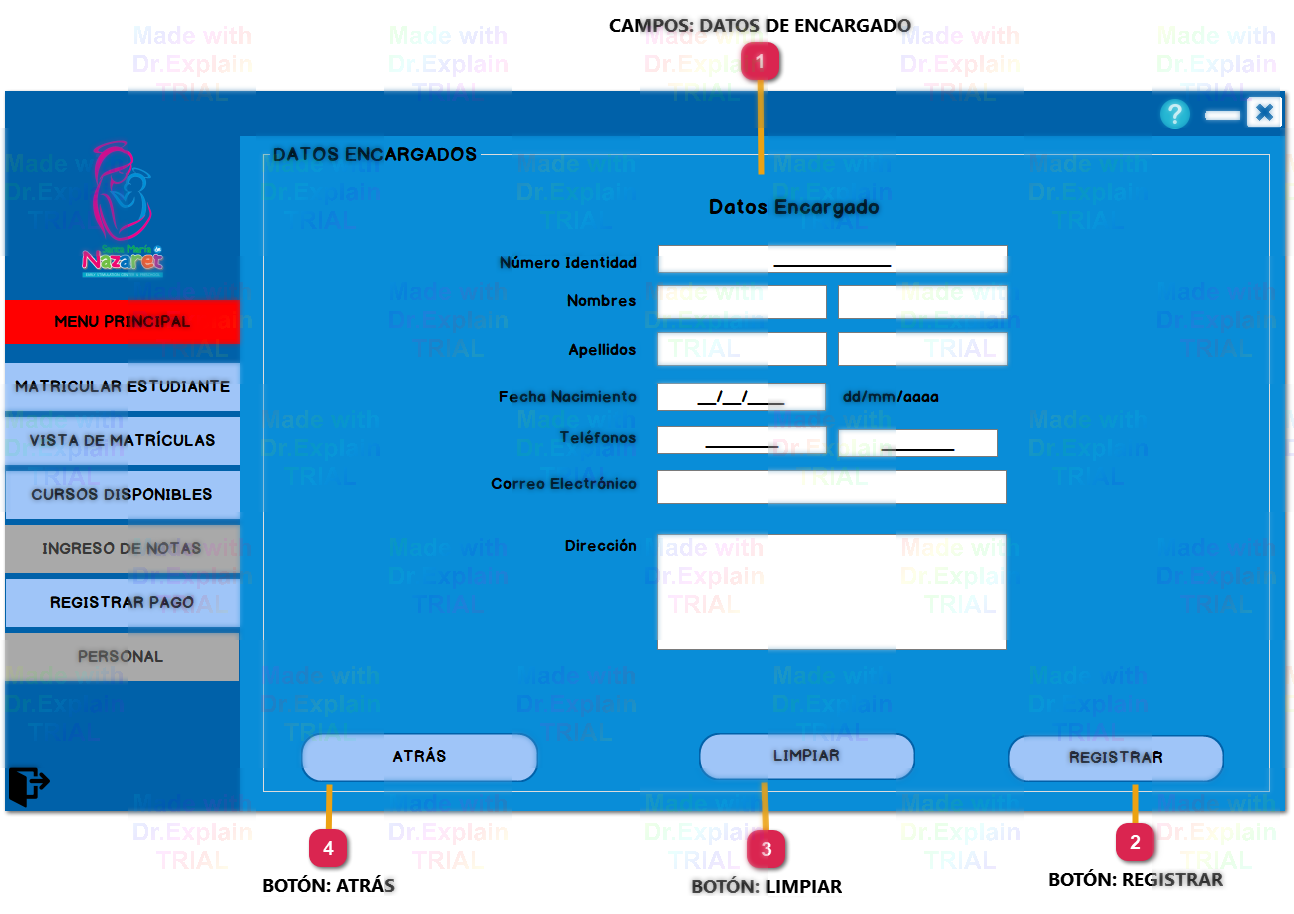 CAMPOS: DATOS DE ENCARGADO
1
?
DATOS ENCARGADOS
Santa María de
Nazaret
Datos Encargado
Número Identidad
Nombres
Apellidos
Fecha Nacimiento __/__/____ dd/mm/aaaa
Teléfonos
Correo Electrónico
Dirección
MENU PRINCIPAL
MATRICULAR ESTUDIANTE
VISTA DE MATRÍCULAS
CURSOS DISPONIBLES
INGRESO DE NOTAS
REGISTRAR PAGO
PERSONAL
ATRÁS
LIMPIAR
REGISTRAR
4
3
2
BOTÓN: ATRÁS
BOTÓN: LIMPIAR
BOTÓN: REGISTRAR
Made with
Dr.Explain
TRIAL